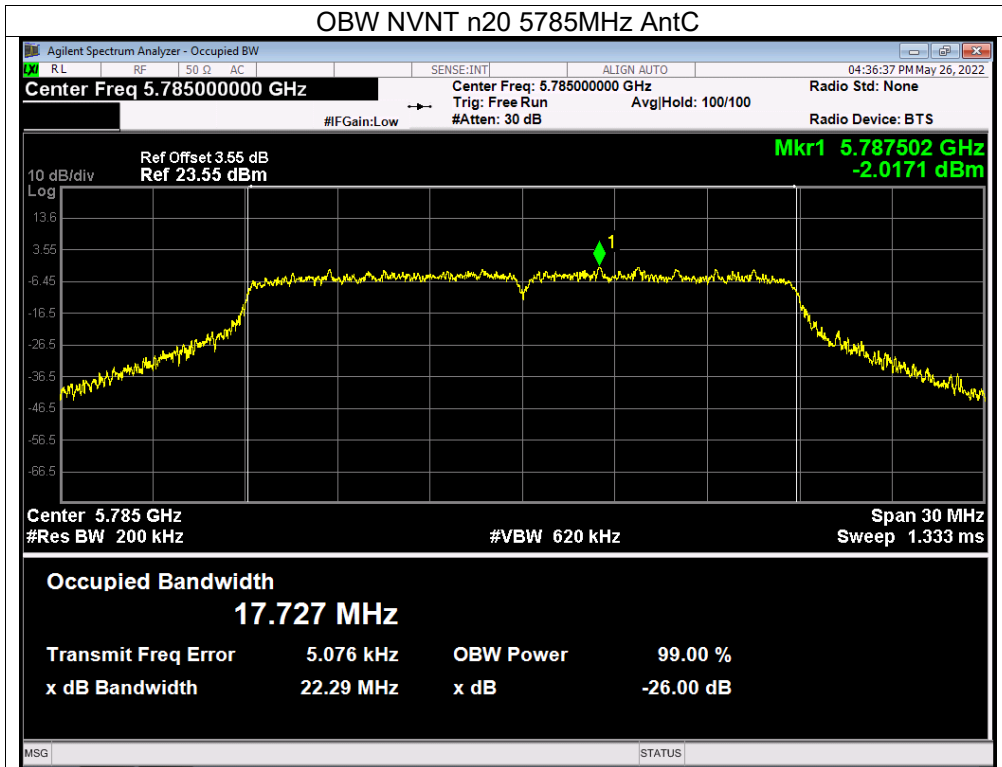 OBW NVNT n20 5785MHz AntC
Agilent Spectrum Analyzer - Occupied BW
LXI RL RF 50 Ω AC SENSE:INT ALIGN AUTO 04:36:37 PM May 26, 2022
Center Freq 5.785000000 GHz Center Freq: 5.785000000 GHz Radio Std: None
Trig: Free Run Avg|Hold: 100/100
#IFGain:Low #Atten: 30 dB Radio Device: BTS
Mkr1 5.787502 GHz
-2.0171 dBm
Ref Offset 3.55 dB
10 dB/div Ref 23.55 dBm
Log
13.6
3.55
-6.45
-16.5
-26.5
-36.5
-46.5
-56.5
-66.5
1
Center 5.785 GHz Span 30 MHz
#Res BW 200 kHz #VBW 620 kHz Sweep 1.333 ms
Occupied Bandwidth
17.727 MHz
Transmit Freq Error 5.076 kHz OBW Power 99.00 %
x dB Bandwidth 22.29 MHz x dB -26.00 dB
MSG STATUS